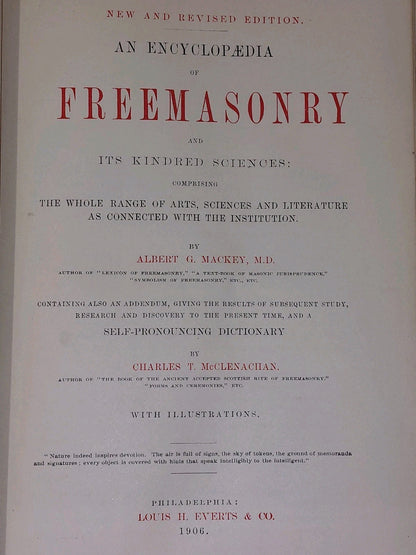 NEW AND REVISED EDITION.
AN ENCYCLOPÆDIA
OF
FREEMASONRY
AND
ITS KINDRED SCIENCES:
COMPRISING
THE WHOLE RANGE OF ARTS, SCIENCES AND LITERATURE
AS CONNECTED WITH THE INSTITUTION.
BY
ALBERT G. MACKEY, M.D.
AUTHOR OF "LEXICON OF FREEMASONRY," "A TEXT-BOOK OF MASONIC JURISPRUDENCE,"
"SYMBOLISM OF FREEMASONRY," ETC., ETC.
CONTAINING ALSO AN ADDENDUM, GIVING THE RESULTS OF SUBSEQUENT STUDY,
RESEARCH AND DISCOVERY TO THE PRESENT TIME, AND A
SELF-PRONOUNCING DICTIONARY
BY
CHARLES T. McCLENACHAN,
AUTHOR OF "THE BOOK OF THE ANCIENT ACCEPTED SCOTTISH RITE OF FREEMASONRY,"
"FORMS AND CEREMONIES," ETC.
WITH ILLUSTRATIONS.
"Nature indeed inspires devotion. The air is full of signs, the sky of tokens, the ground of memoranda
and signatures; every object is covered with hints that speak intelligibly to the intelligent."
PHILADELPHIA:
LOUIS H. EVERTS & CO.
1906.